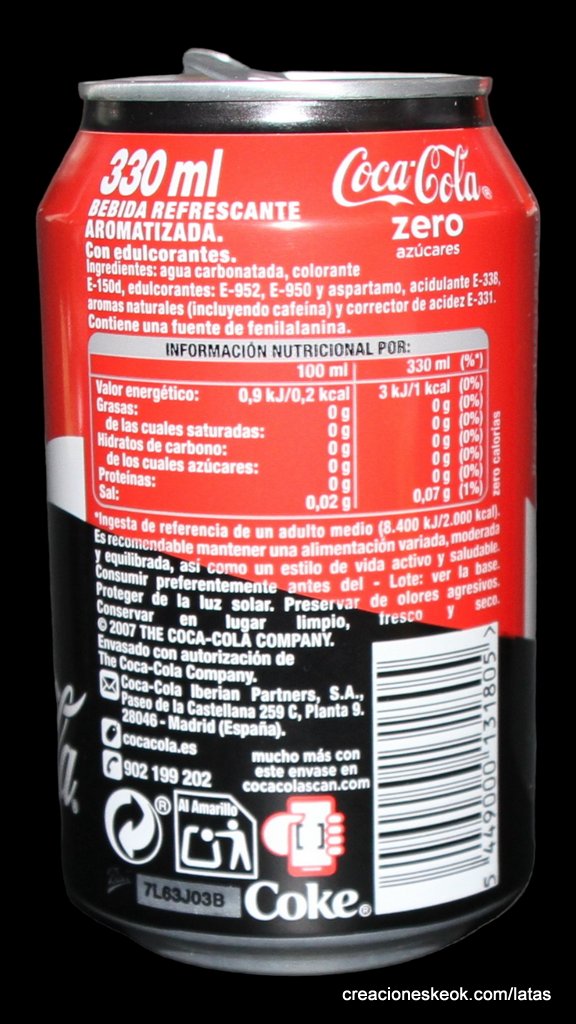 330 ml
BEBIDA REFRESCANTE
AROMATIZADA.
Con edulcorantes.
Coca-Cola®
zero
azúcares
Ingredientes: agua carbonatada, colorante
E-150d, edulcorantes: E-952, E-950 y aspartamo, acidulante E-338,
aromas naturales (incluyendo cafeína) y corrector de acidez E-331.
Contiene una fuente de fenilalanina.
INFORMACIÓN NUTRICIONAL POR:
100 ml 330 ml (%*)
Valor energético: 0,9 kJ/0,2 kcal 3 kJ/1 kcal (0%)
Grasas: 0 g 0 g (0%)
de las cuales saturadas: 0 g 0 g (0%)
Hidratos de carbono: 0 g 0 g (0%)
de los cuales azúcares: 0 g 0 g (0%)
Proteínas: 0 g 0 g (0%)
Sal: 0,02 g 0,07 g (1%)
zero calorías
*Ingesta de referencia de un adulto medio (8.400 kJ/2.000 kcal).
Es recomendable mantener una alimentación variada, moderada
y equilibrada, así como un estilo de vida activo y saludable.
Consumir preferentemente antes del - Lote: ver la base.
Proteger de la luz solar. Preservar de olores agresivos.
Conservar en lugar limpio, fresco y seco.
© 2007 THE COCA-COLA COMPANY.
Envasado con autorización de
The Coca-Cola Company.
Coca-Cola Iberian Partners, S.A.,
Paseo de la Castellana 259 C, Planta 9.
28046 - Madrid (España).
cocacola.es
902 199 202
mucho más con
este envase en
cocacolascan.com
®
Al Amarillo
7L63J03B
Coke®
5 449000 131805 >
creacioneskeok.com/latas